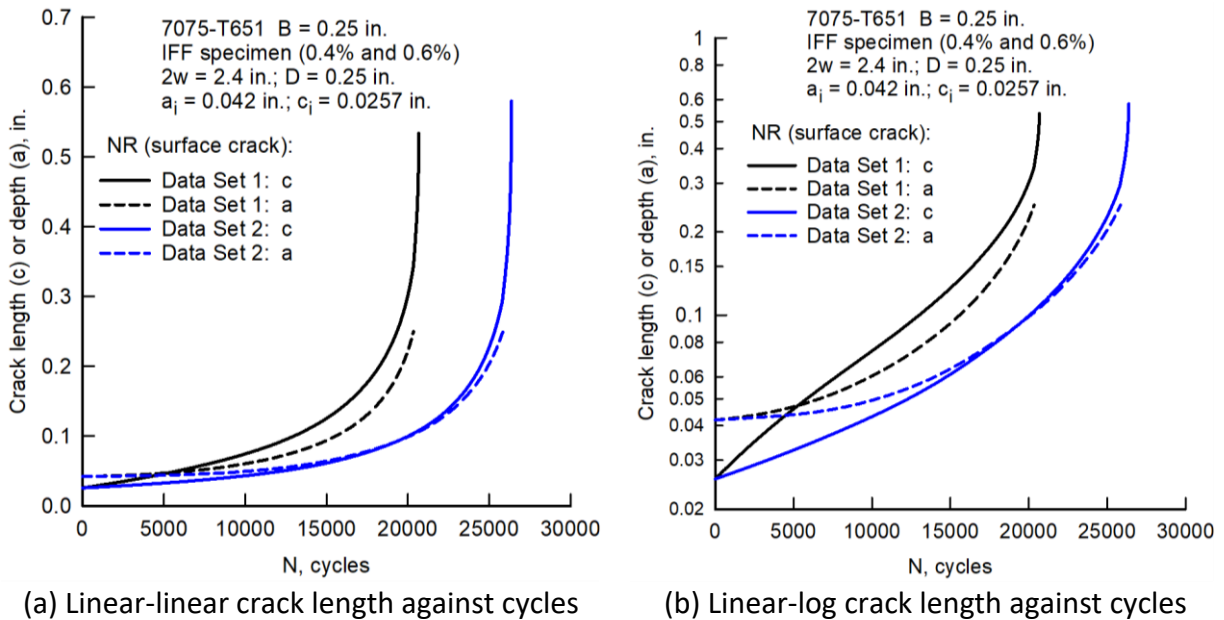 7075-T651 B = 0.25 in.
IFF specimen (0.4% and 0.6%)
2w = 2.4 in.; D = 0.25 in.
a_i = 0.042 in.; c_i = 0.0257 in.
NR (surface crack):
Data Set 1: c
Data Set 1: a
Data Set 2: c
Data Set 2: a
Crack length (c) or depth (a), in.
0.7
0.6
0.5
0.4
0.3
0.2
0.1
0.0
0 5000 10000 15000 20000 25000 30000
N, cycles
(a) Linear-linear crack length against cycles
7075-T651 B = 0.25 in.
IFF specimen (0.4% and 0.6%)
2w = 2.4 in.; D = 0.25 in.
a_i = 0.042 in.; c_i = 0.0257 in.
NR (surface crack):
Data Set 1: c
Data Set 1: a
Data Set 2: c
Data Set 2: a
Crack length (c) or depth (a), in.
1
0.8
0.6
0.5
0.4
0.3
0.2
0.15
0.1
0.08
0.06
0.05
0.04
0.03
0.02
0 5000 10000 15000 20000 25000 30000
N, cycles
(b) Linear-log crack length against cycles